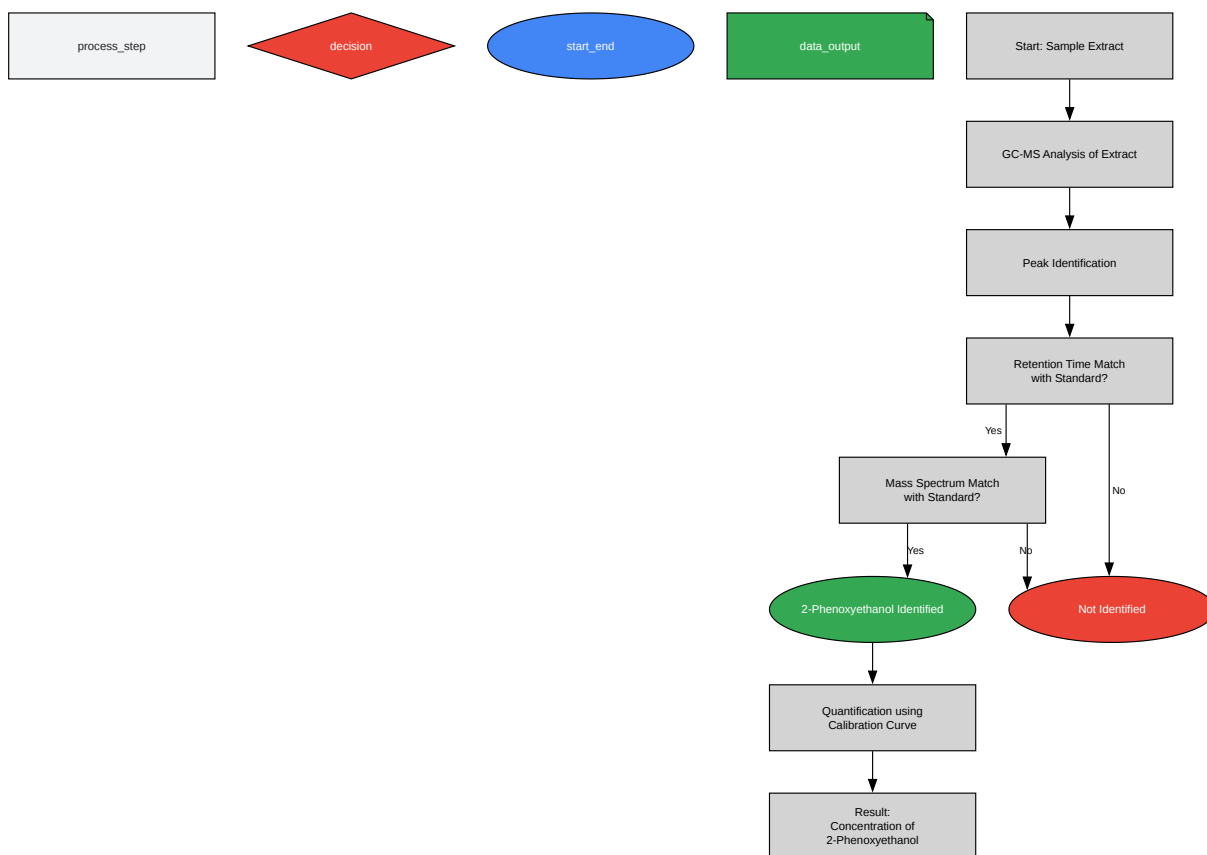 process_step
decision
start_end
data_output
Start: Sample Extract
GC-MS Analysis of Extract
Peak Identification
Retention Time Match
with Standard?
Yes
No
Mass Spectrum Match
with Standard?
Yes
No
2-Phenoxyethanol Identified
Not Identified
Quantification using
Calibration Curve
Result:
Concentration of
2-Phenoxyethanol